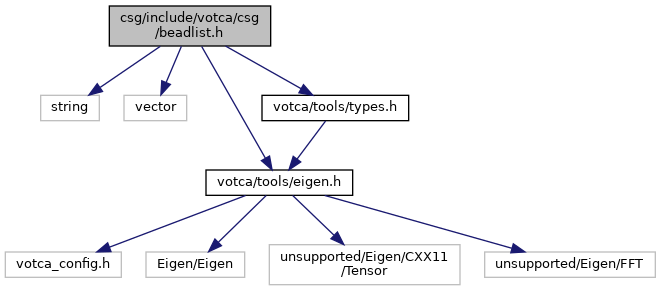 csg/include/votca/csg
/beadlist.h
string
vector
votca/tools/types.h
votca/tools/eigen.h
votca_config.h
Eigen/Eigen
unsupported/Eigen/CXX11
/Tensor
unsupported/Eigen/FFT